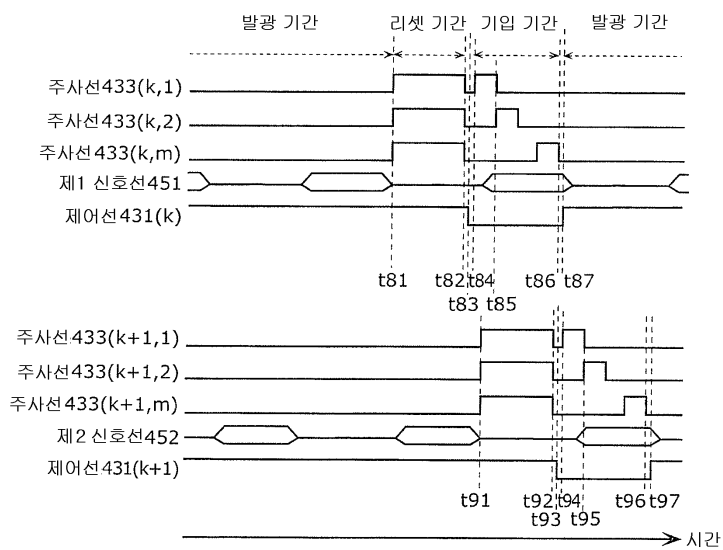 발광 기간 리셋 기간 기입 기간 발광 기간
주사선433(k,1)
주사선433(k,2)
주사선433(k,m)
제1 신호선451
제어선431(k)
t81 t82 t84 t86 t87
t83 t85
주사선433(k+1,1)
주사선433(k+1,2)
주사선433(k+1,m)
제2 신호선452
제어선431(k+1)
t91 t92 t94 t96 t97
t93 t95
시간